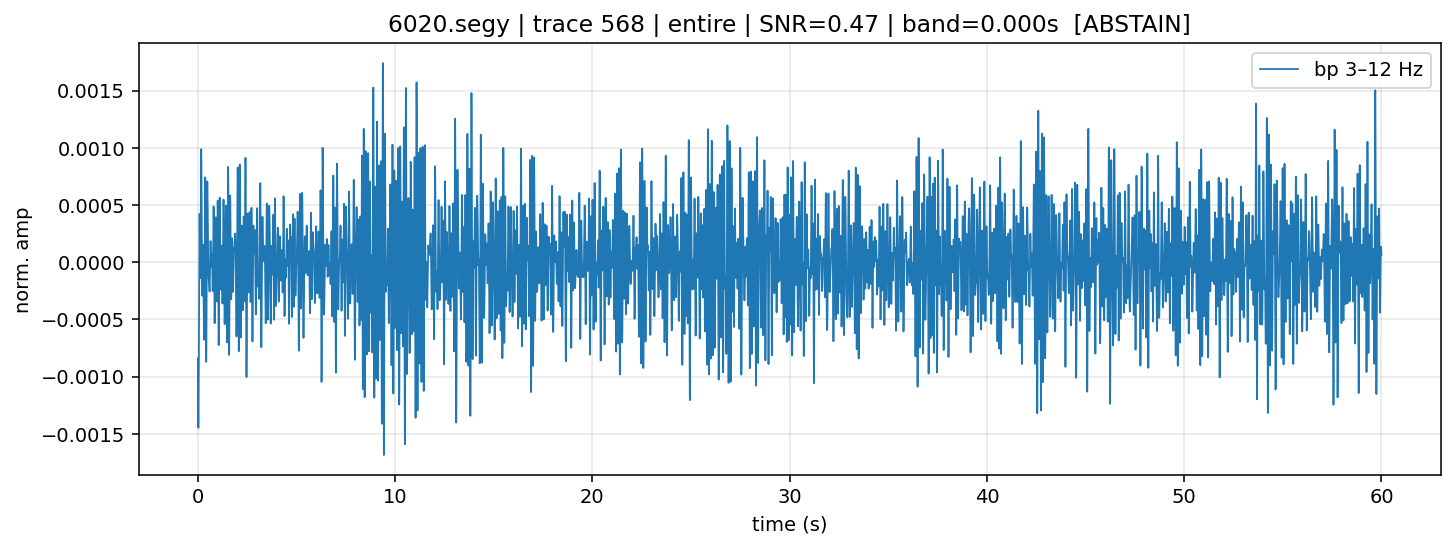 6020.segy | trace 568 | entire | SNR=0.47 | band=0.000s  [ABSTAIN]
bp 3–12 Hz
norm. amp
0.0015
0.0010
0.0005
0.0000
−0.0005
−0.0010
−0.0015
0 10 20 30 40 50 60
time (s)